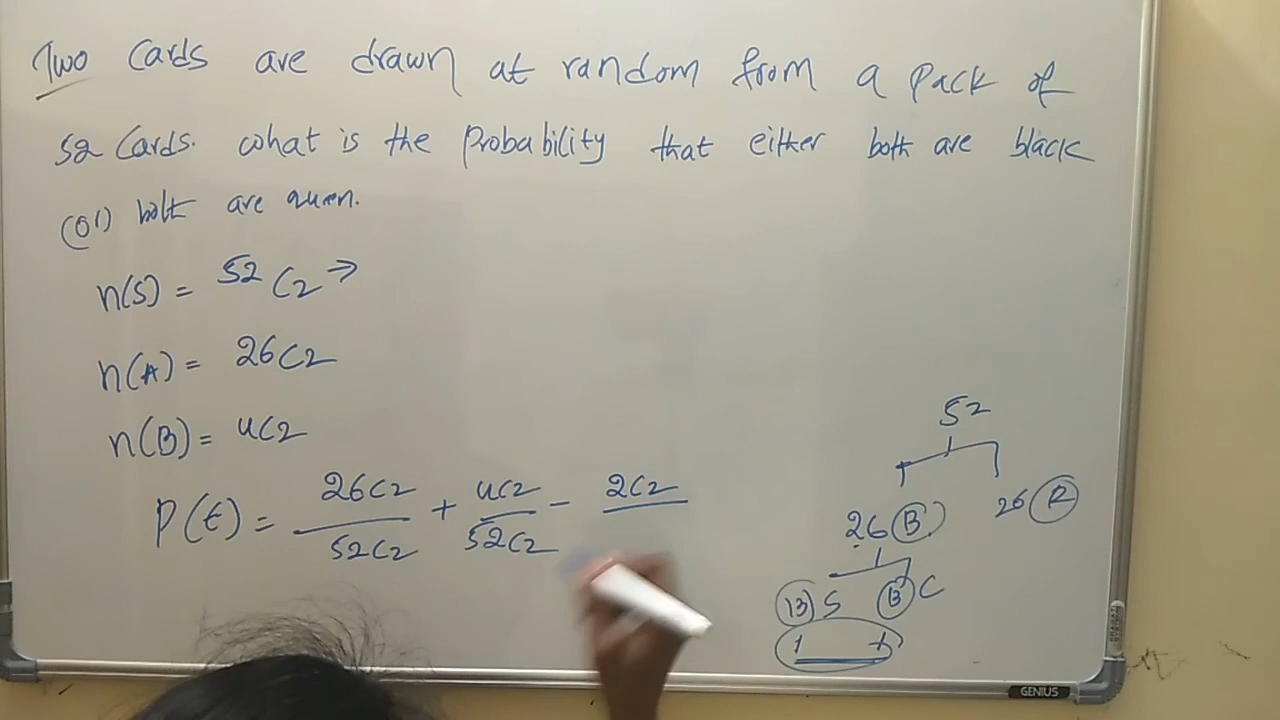 Two Cards are drawn at random from a pack of
52 Cards. what is the Probability that either both are black
(or) both are queen.
n(S) = 52 C2 →
n(A) = 26C2
n(B) = 4C2
P(E) = 26C2 / 52C2 + 4C2 / 52C2 - 2C2
52
26 (B) 26 (R)
(13) S (13) C
1 1
GENIUS